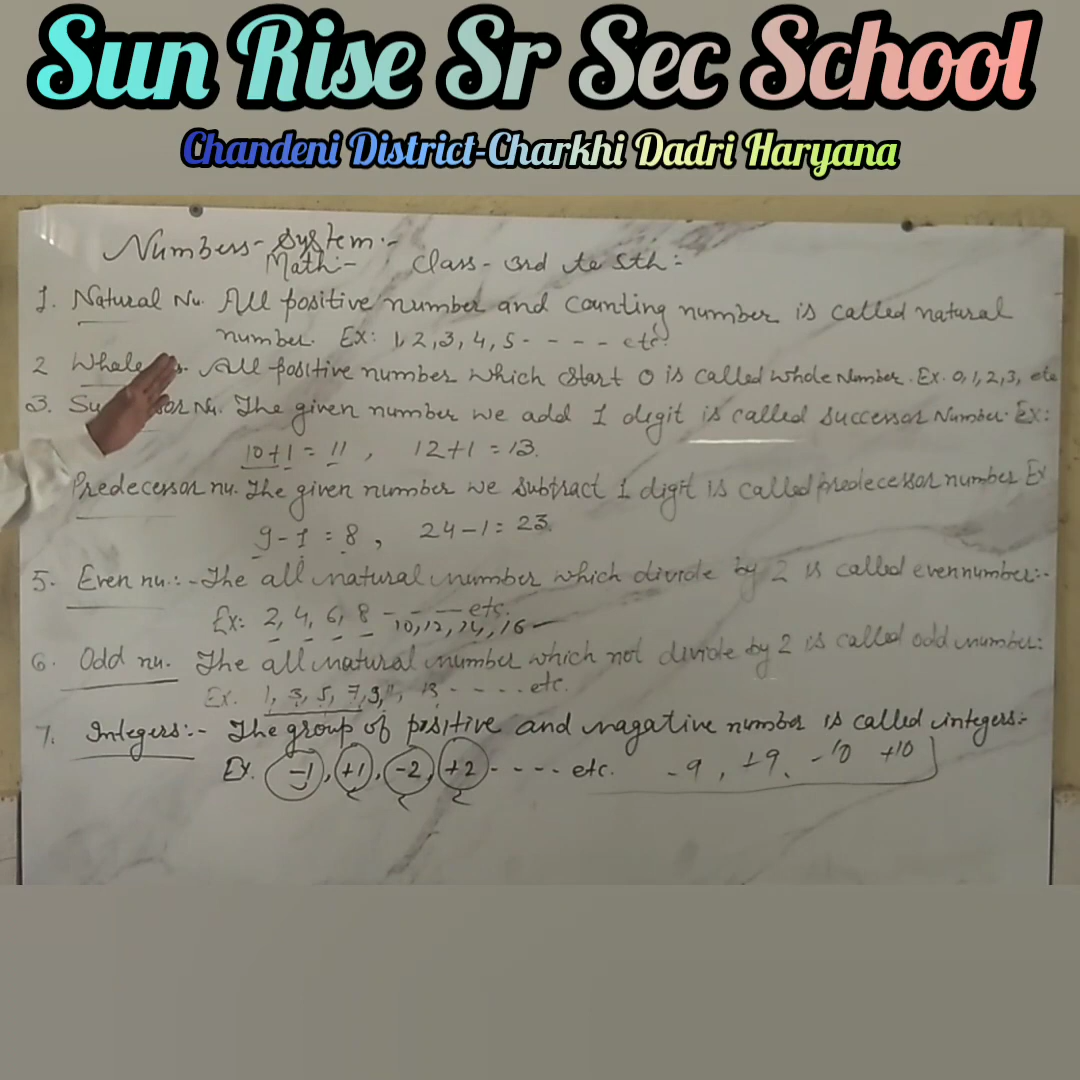 Sun Rise Sr Sec School
Chandeni District-Charkhi Dadri Haryana
Numbers- System:-
Math:- Class - 3rd to 5th:-
1. Natural Nu. All positive number and counting number is called natural
number. Ex: 1, 2, 3, 4, 5 - - - - etc.
2 Whole All positive number which start 0 is called whole Number. Ex. 0, 1, 2, 3, etc
3. Nu. The given number we add 1 digit is called successor Number. Ex:
10+1 = 11 , 12+1 = 13.
Predecessor nu. The given number we subtract 1 digit is called predecessor number Ex
9-1 = 8 , 24-1 = 23.
5. Even nu.:- The all natural number which divide by 2 is called even number:-
Ex: 2, 4, 6, 8 - - - etc.
10, 12, 14, 16 -
6. Odd nu. The all natural number which not divide by 2 is called odd number:
Ex. 1, 3, 5, 7, 9, 11, 13 - - - - etc.
7. Integers:- The group of positive and nagative number is called integers:-
Ex. -1, +1, -2, +2 - - - - etc. -9, +9, -10 +10